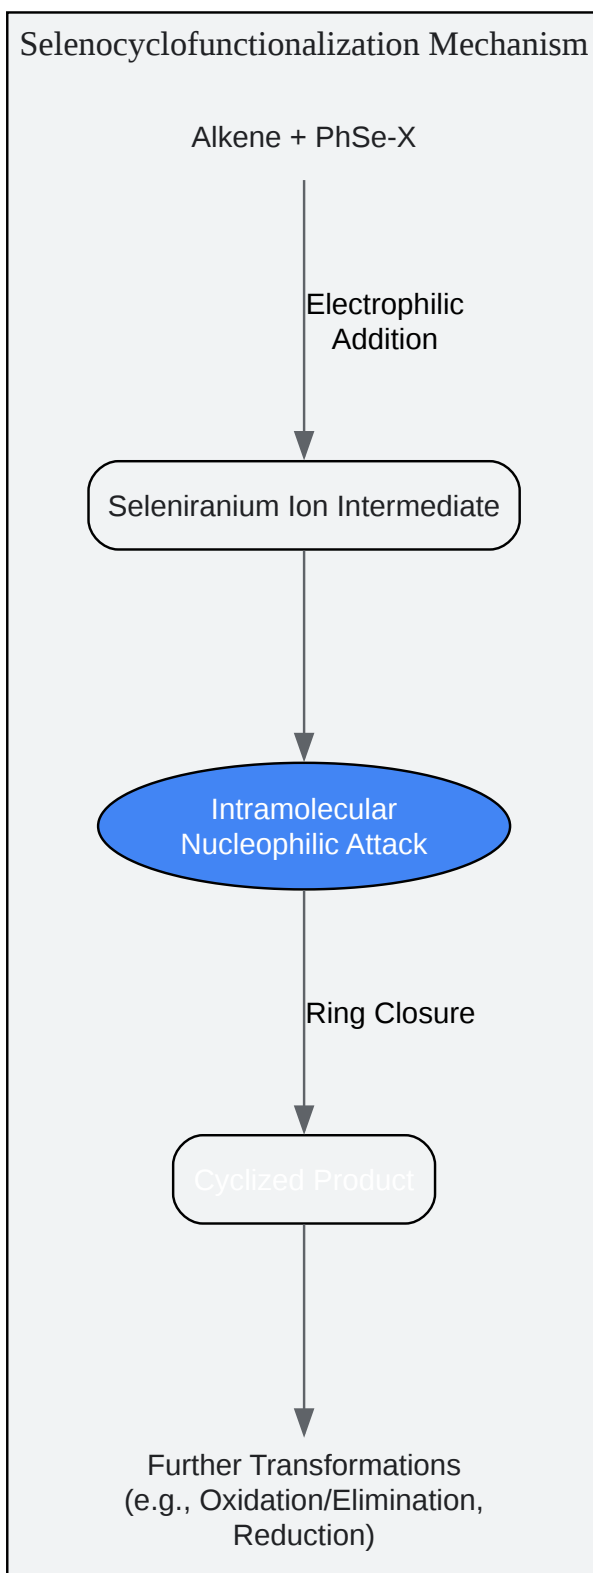 Selenocyclofunctionalization Mechanism
Alkene + PhSe-X
Electrophilic
Addition
Seleniranium Ion Intermediate
Intramolecular
Nucleophilic Attack
Ring Closure
Cyclized Product
Further Transformations
(e.g., Oxidation/Elimination,
Reduction)